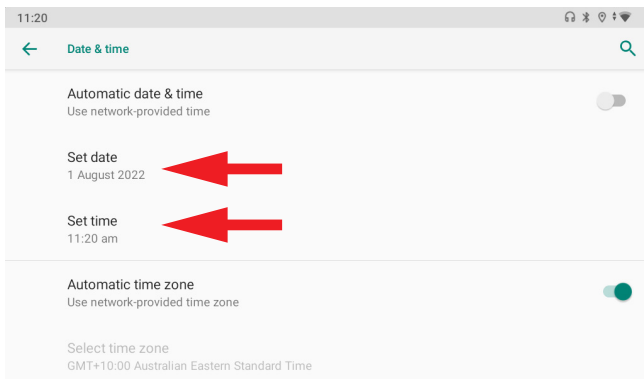 11:20
Date & time
Automatic date & time
Use network-provided time
Set date
1 August 2022
Set time
11:20 am
Automatic time zone
Use network-provided time zone
Select time zone
GMT+10:00 Australian Eastern Standard Time